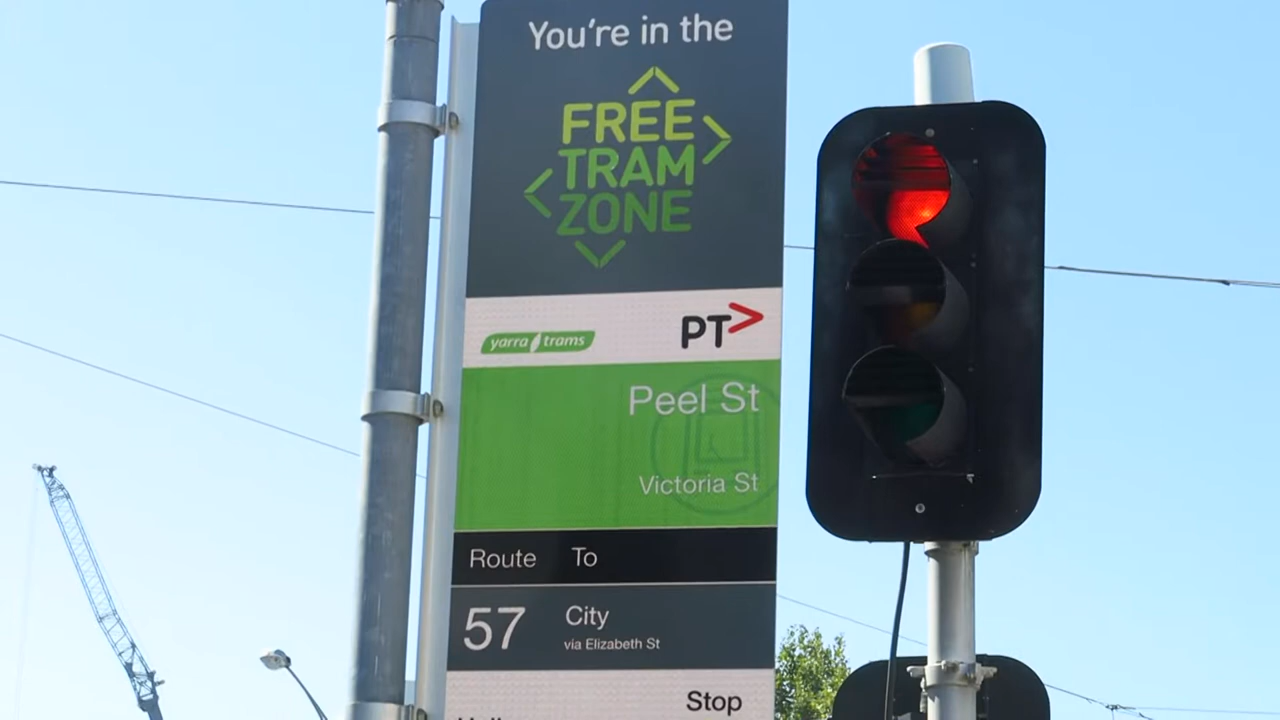 You're in the
FREE
TRAM
ZONE
yarra trams
PT>
Peel St
Victoria St
Route To
57 City
via Elizabeth St
Stop